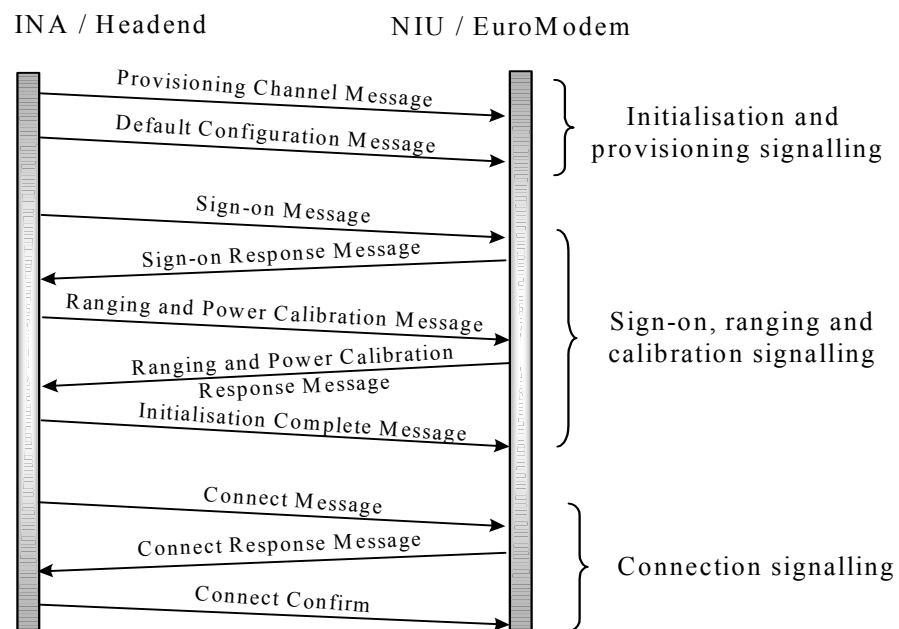 INA / Headend
NIU / EuroModem
Provisioning Channel Message
Default Configuration Message
Initialisation and
provisioning signalling
Sign-on Message
Sign-on Response Message
Ranging and Power Calibration Message
Ranging and Power Calibration
Response Message
Initialisation Complete Message
Sign-on, ranging and
calibration signalling
Connect Message
Connect Response Message
Connect Confirm
Connection signalling